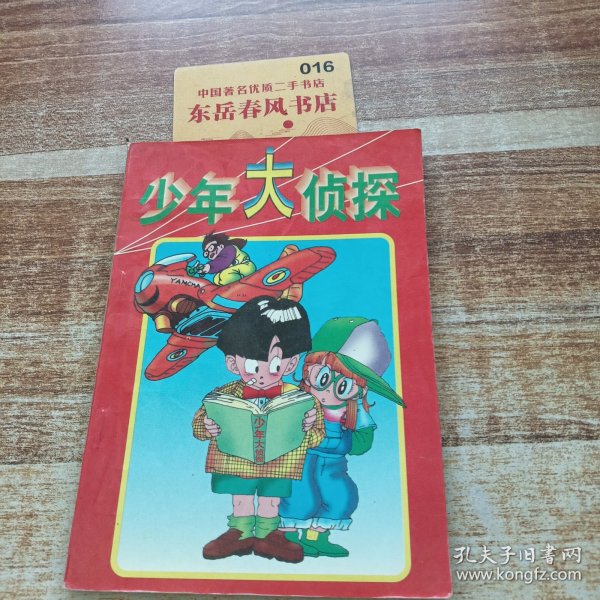 016
中国著名优质二手书店
东岳春风书店
少年大侦探
YAMCHA
少年大侦探
孔夫子旧书网
www.kongfz.com